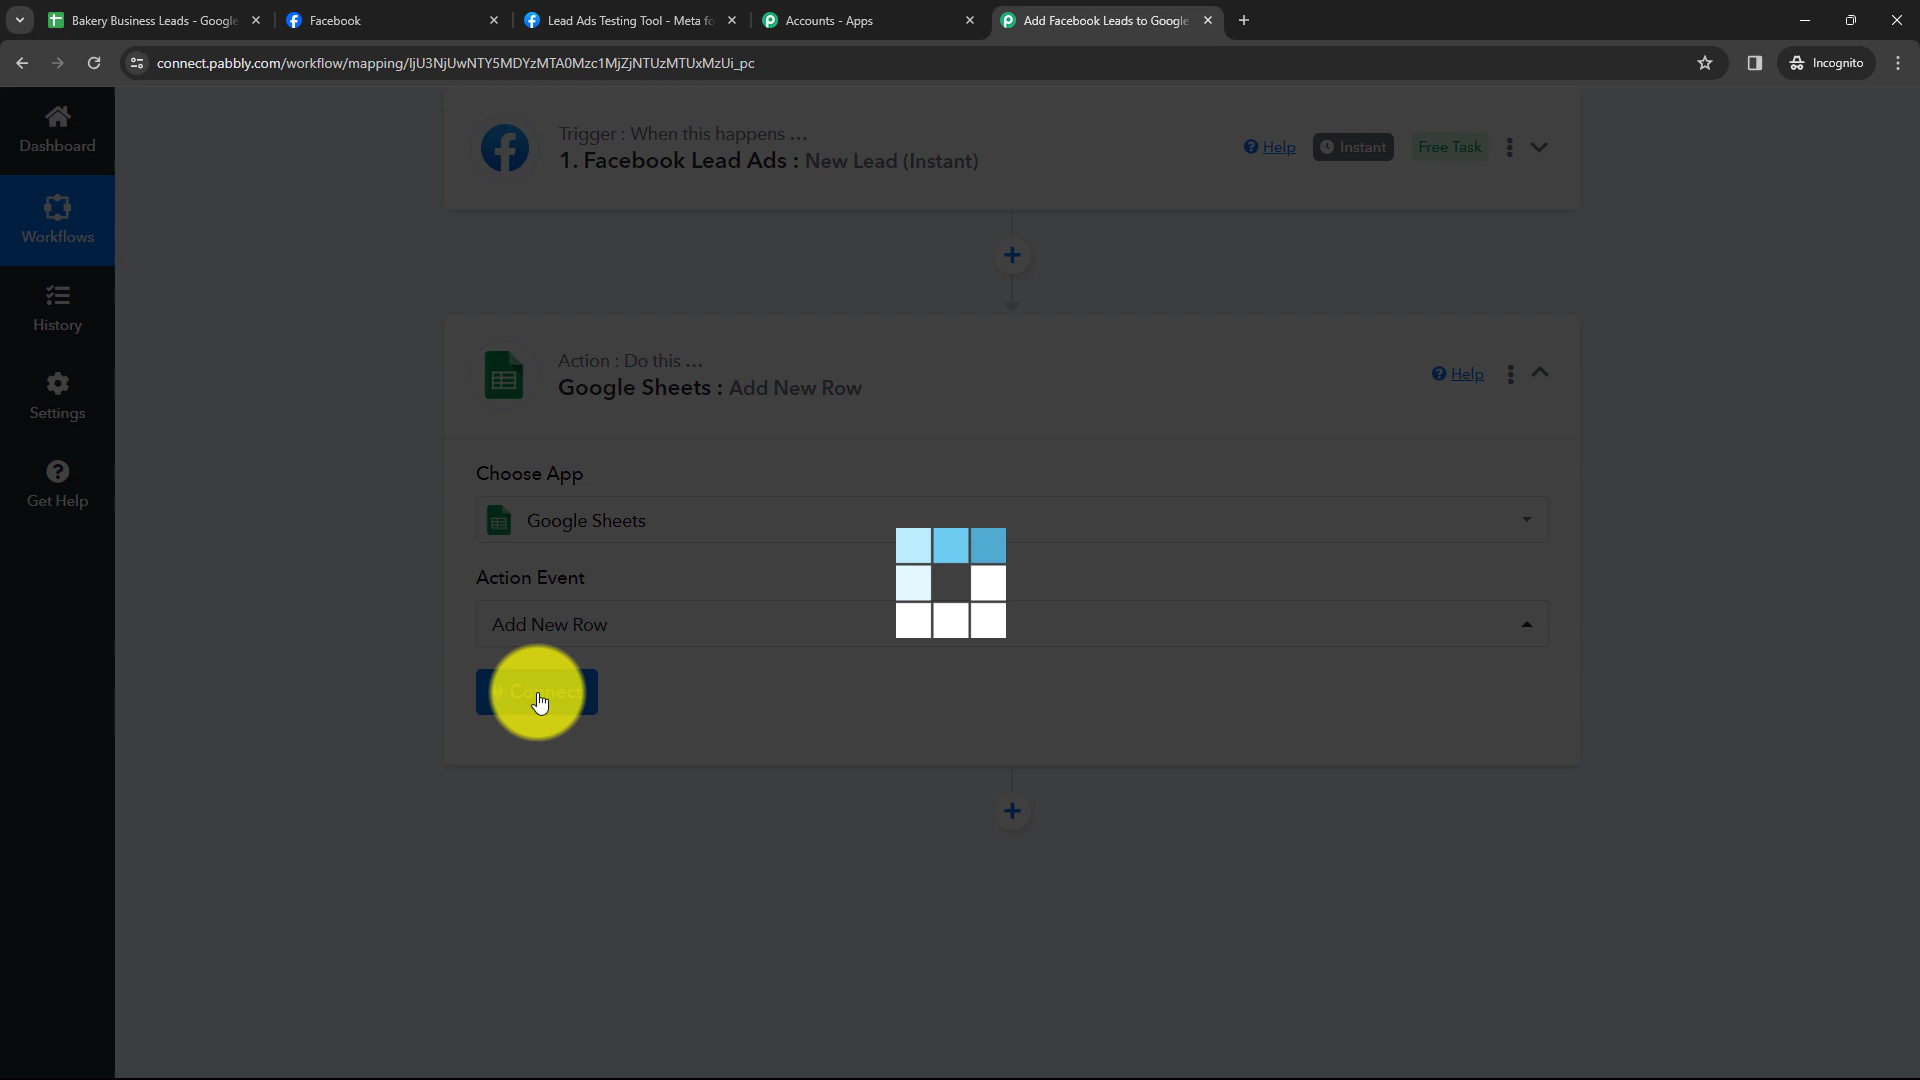 Bakery Business Leads - Google
Facebook
Lead Ads Testing Tool - Meta fo
Accounts - Apps
Add Facebook Leads to Google
connect.pabbly.com/workflow/mapping/IjU3NjUwNTY5MDYzMTA0Mzc1MjZjNTUzMTUxMzUi_pc
Incognito
Dashboard
Workflows
History
Settings
Get Help
Trigger : When this happens ...
1. Facebook Lead Ads : New Lead (Instant)
Help
Instant
Free Task
Action : Do this ...
Google Sheets : Add New Row
Help
Choose App
Google Sheets
Action Event
Add New Row
Connect